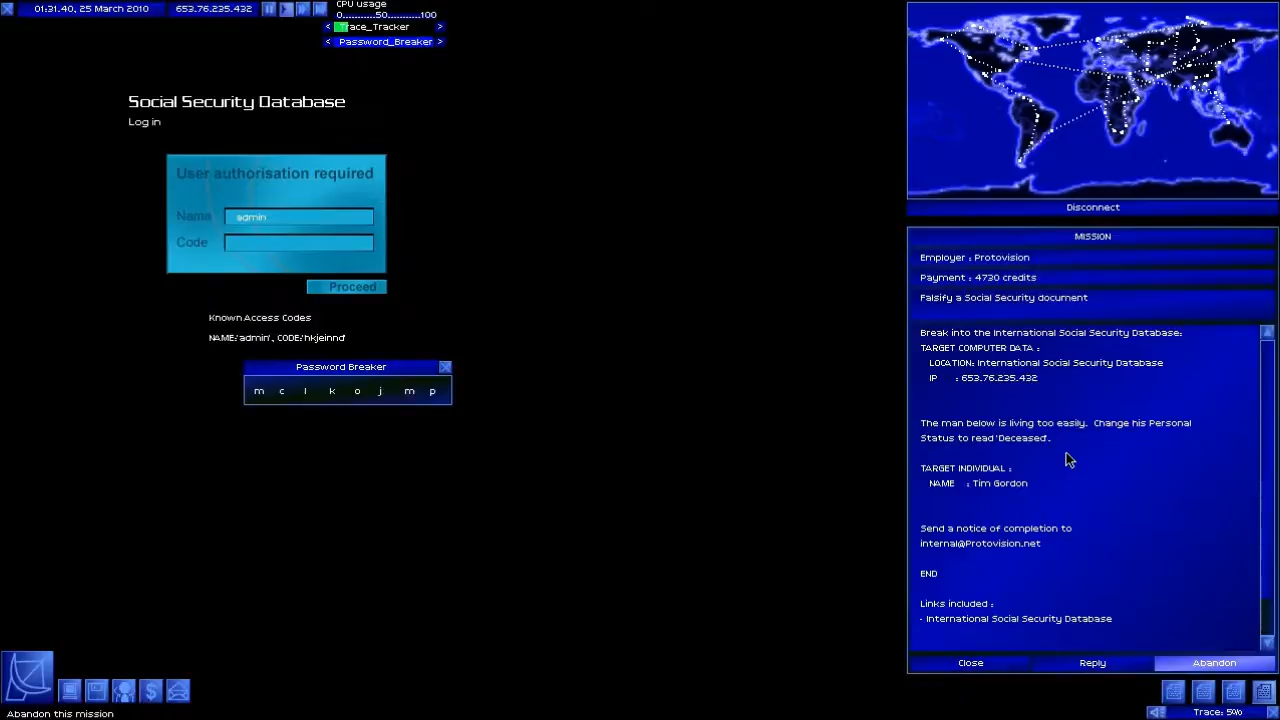 01:31.40, 25 March 2010
653.76.235.432
CPU usage
0..........50..........100
< Trace_Tracker >
< Password_Breaker >
Social Security Database
Log in
User authorisation required
Name admin
Code
Proceed
Known Access Codes
NAME:'admin', CODE:'hkjeinnd'
Password Breaker
m c l k o j m p
Disconnect
MISSION
Employer : Protovision
Payment : 4730 credits
Falsify a Social Security document
Break into the International Social Security Database:
TARGET COMPUTER DATA :
LOCATION: International Social Security Database
IP : 653.76.235.432
The man below is living too easily. Change his Personal
Status to read 'Deceased'.
TARGET INDIVIDUAL :
NAME : Tim Gordon
Send a notice of completion to
internal@Protovision.net
END
Links included :
- International Social Security Database
Close
Reply
Abandon
$
Abandon this mission
Trace: 5%